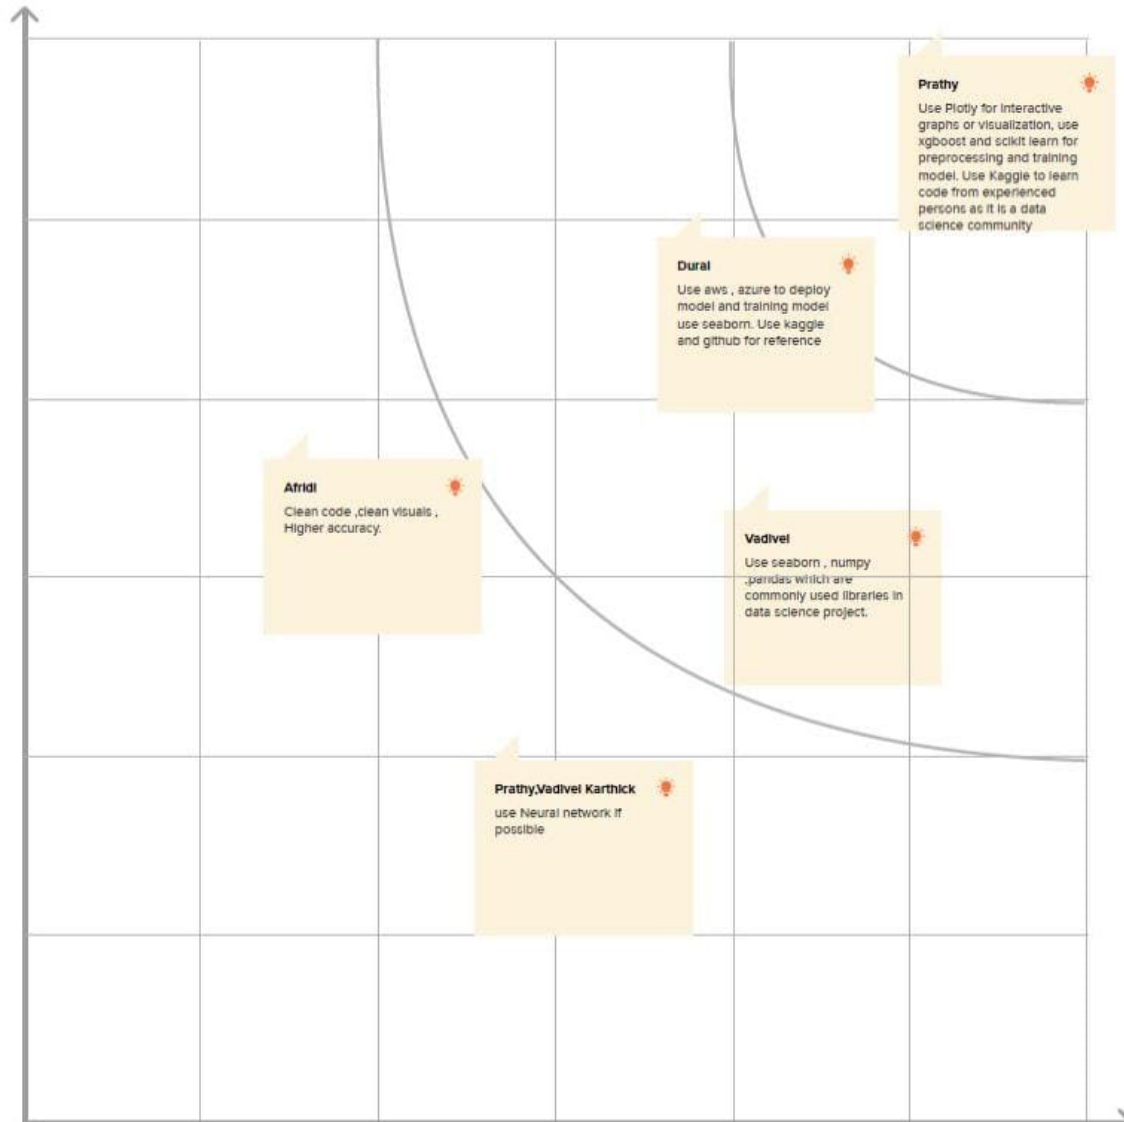 Prathy
Use Plotly for interactive
graphs or visualization, use
xgboost and scikit learn for
preprocessing and training
model. Use Kaggle to learn
code from experienced
persons as it is a data
science community
Durai
Use aws , azure to deploy
model and training model
use seaborn. Use kaggle
and github for reference
Afridi
Clean code ,clean visuals ,
Higher accuracy.
Vadivel
Use seaborn , numpy
,pandas which are
commonly used libraries in
data science project.
Prathy,Vadivel Karthick
use Neural network if
possible